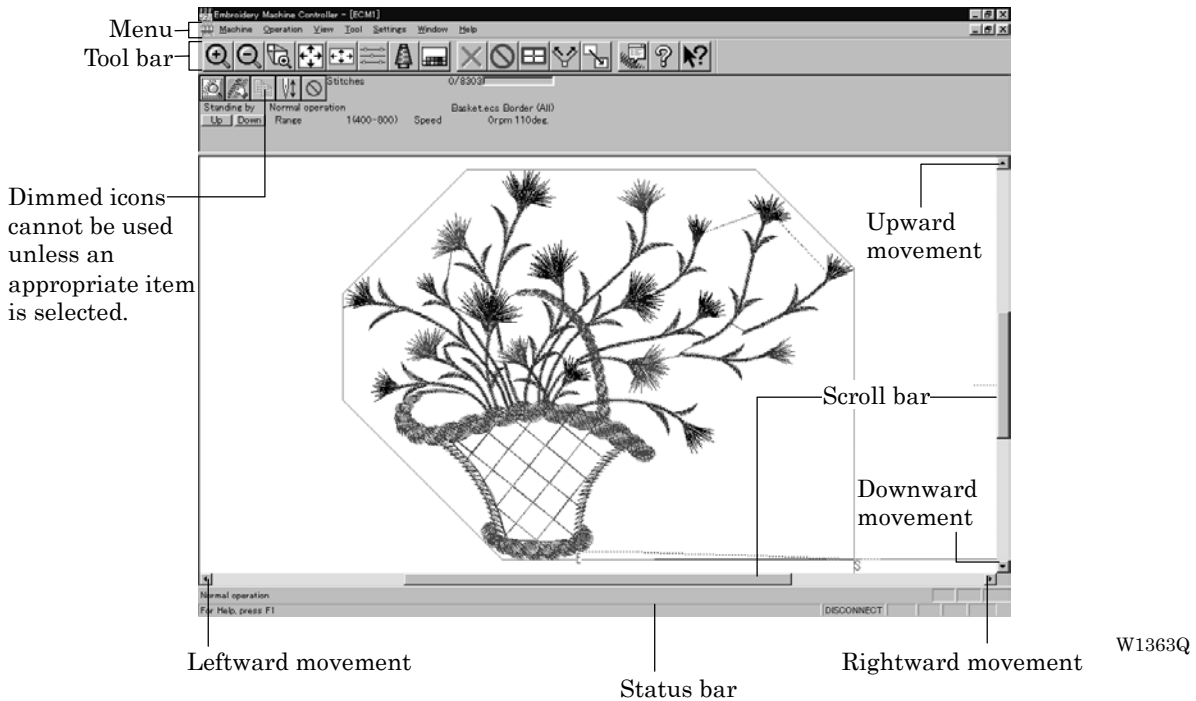 Embroidery Machine Controller - [ECM1]
Menu
Machine Operation View Tool Settings Window Help
Tool bar
Stitches 0/8303
Standing by Normal operation Basket.ecs Border (All)
Up Down Range 1(400-800) Speed 0rpm 110deg.
Dimmed icons
cannot be used
unless an
appropriate item
is selected.
Upward
movement
Scroll bar
Downward
movement
E
S
Normal operation
For Help, press F1 DISCONNECT
Leftward movement
Rightward movement
Status bar
W1363Q